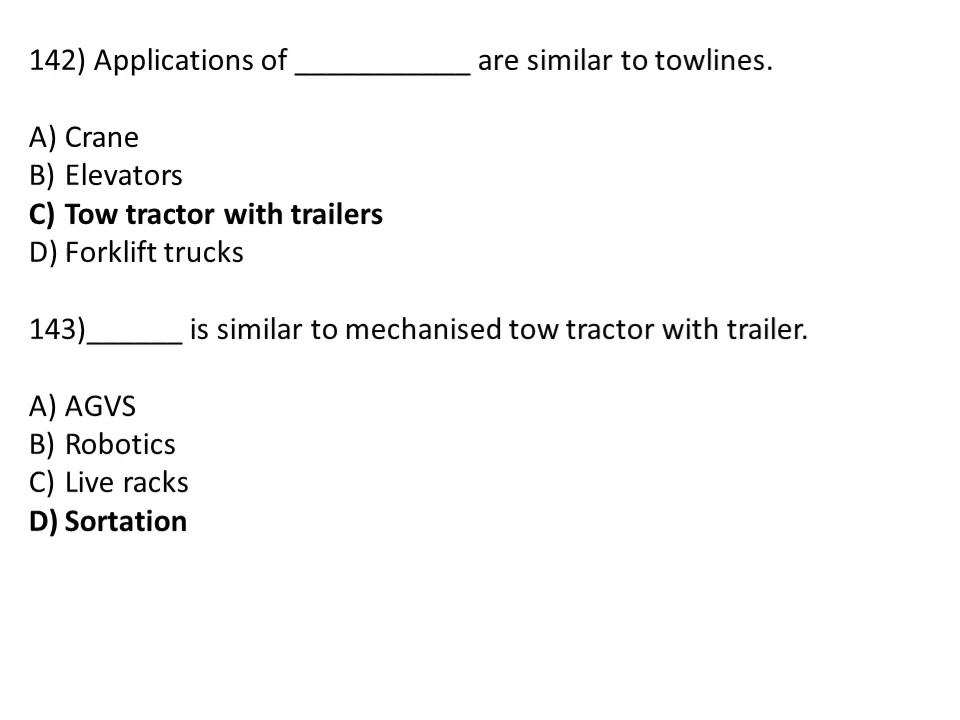 142) Applications of ___________ are similar to towlines.
A) Crane
B) Elevators
C) Tow tractor with trailers
D) Forklift trucks
143)______ is similar to mechanised tow tractor with trailer.
A) AGVS
B) Robotics
C) Live racks
D) Sortation